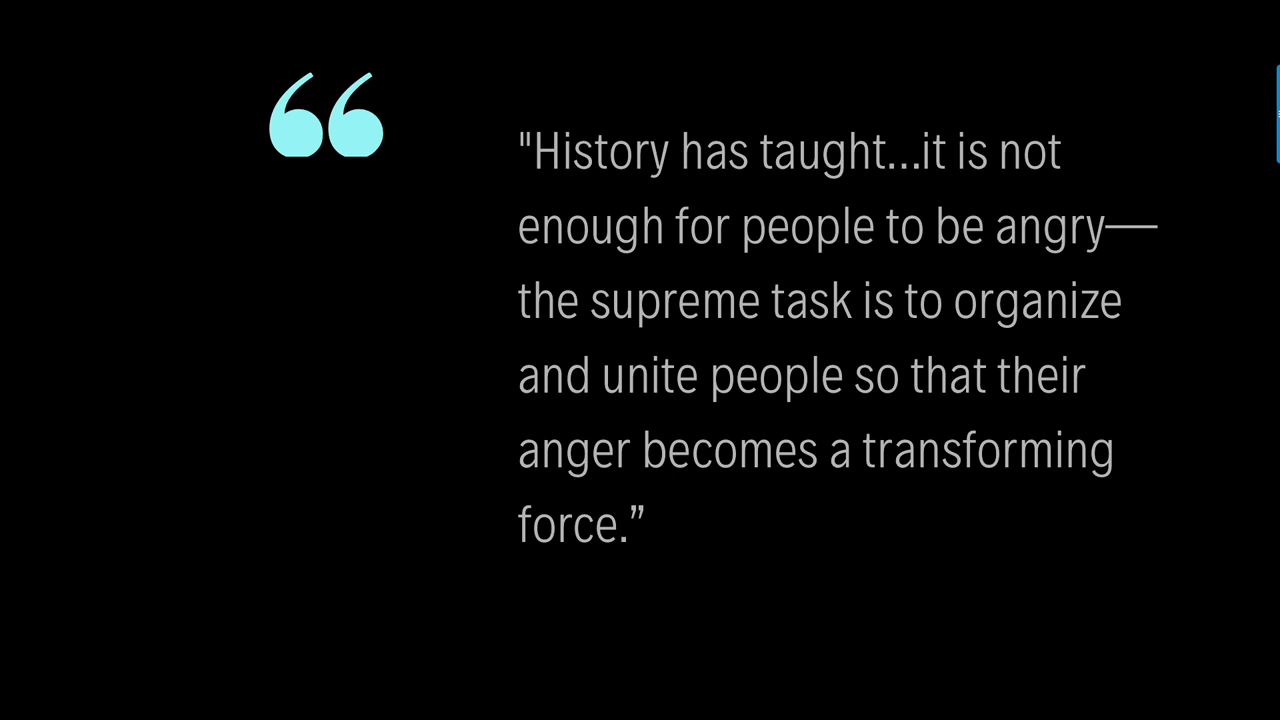 "History has taught...it is not
enough for people to be angry—
the supreme task is to organize
and unite people so that their
anger becomes a transforming
force.”